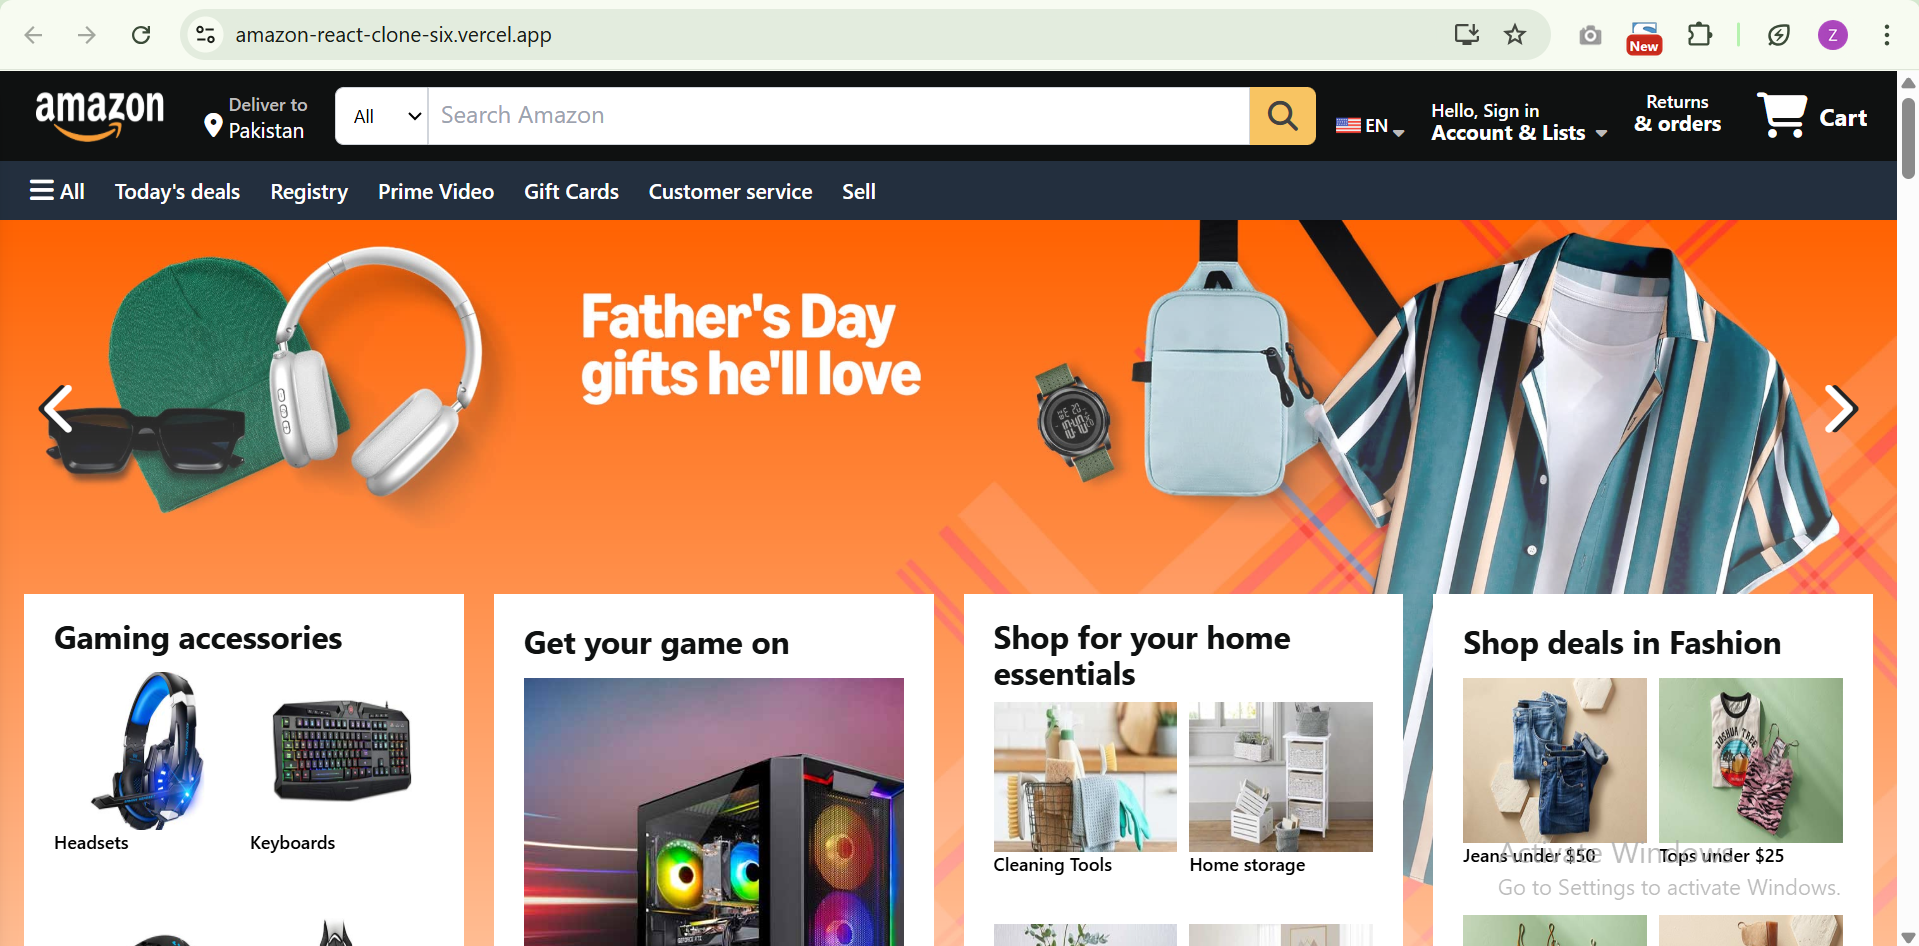 amazon-react-clone-six.vercel.app
New
Z
amazon
Deliver to
Pakistan
All
Search Amazon
EN
Hello, Sign in
Account & Lists
Returns
& orders
Cart
All
Today's deals
Registry
Prime Video
Gift Cards
Customer service
Sell
Father's Day
gifts he'll love
Gaming accessories
Headsets
Keyboards
Get your game on
Shop for your home
essentials
Cleaning Tools
Home storage
Shop deals in Fashion
JOSHUA TREE
Jeans under $50
Tops under $25
Activate Windows
Go to Settings to activate Windows.